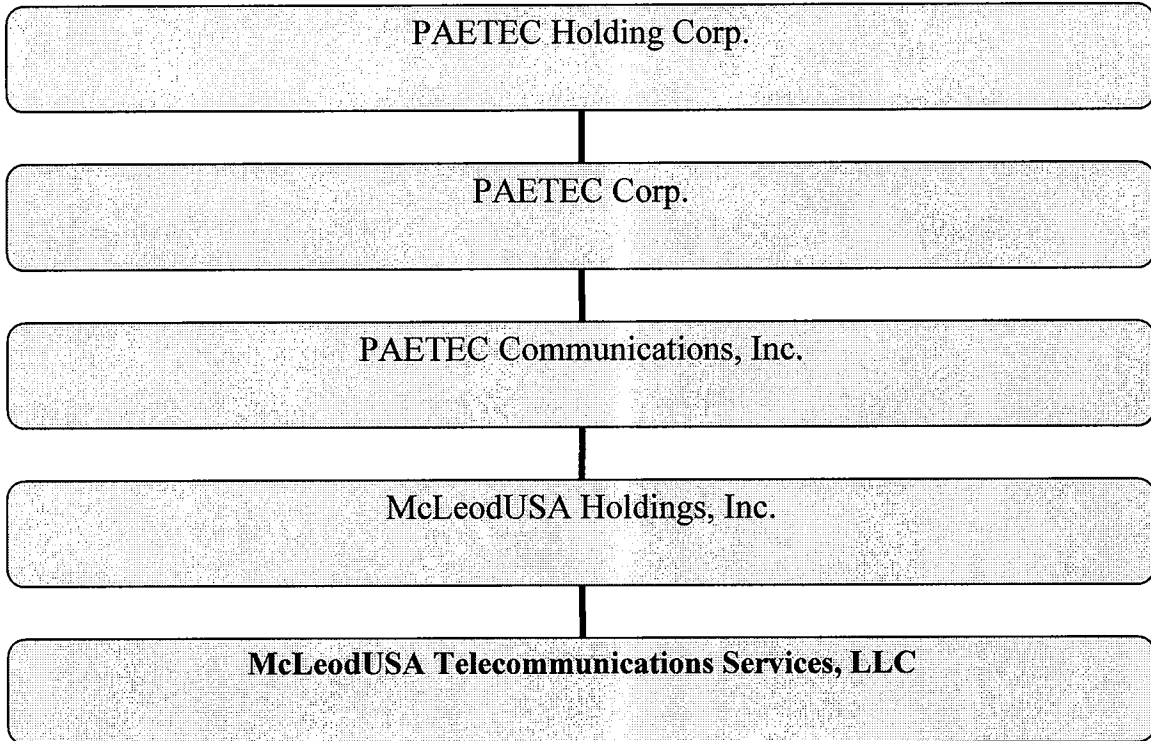 PAETEC Holding Corp.
PAETEC Corp.
PAETEC Communications, Inc.
McLeodUSA Holdings, Inc.
McLeodUSA Telecommunications Services, LLC